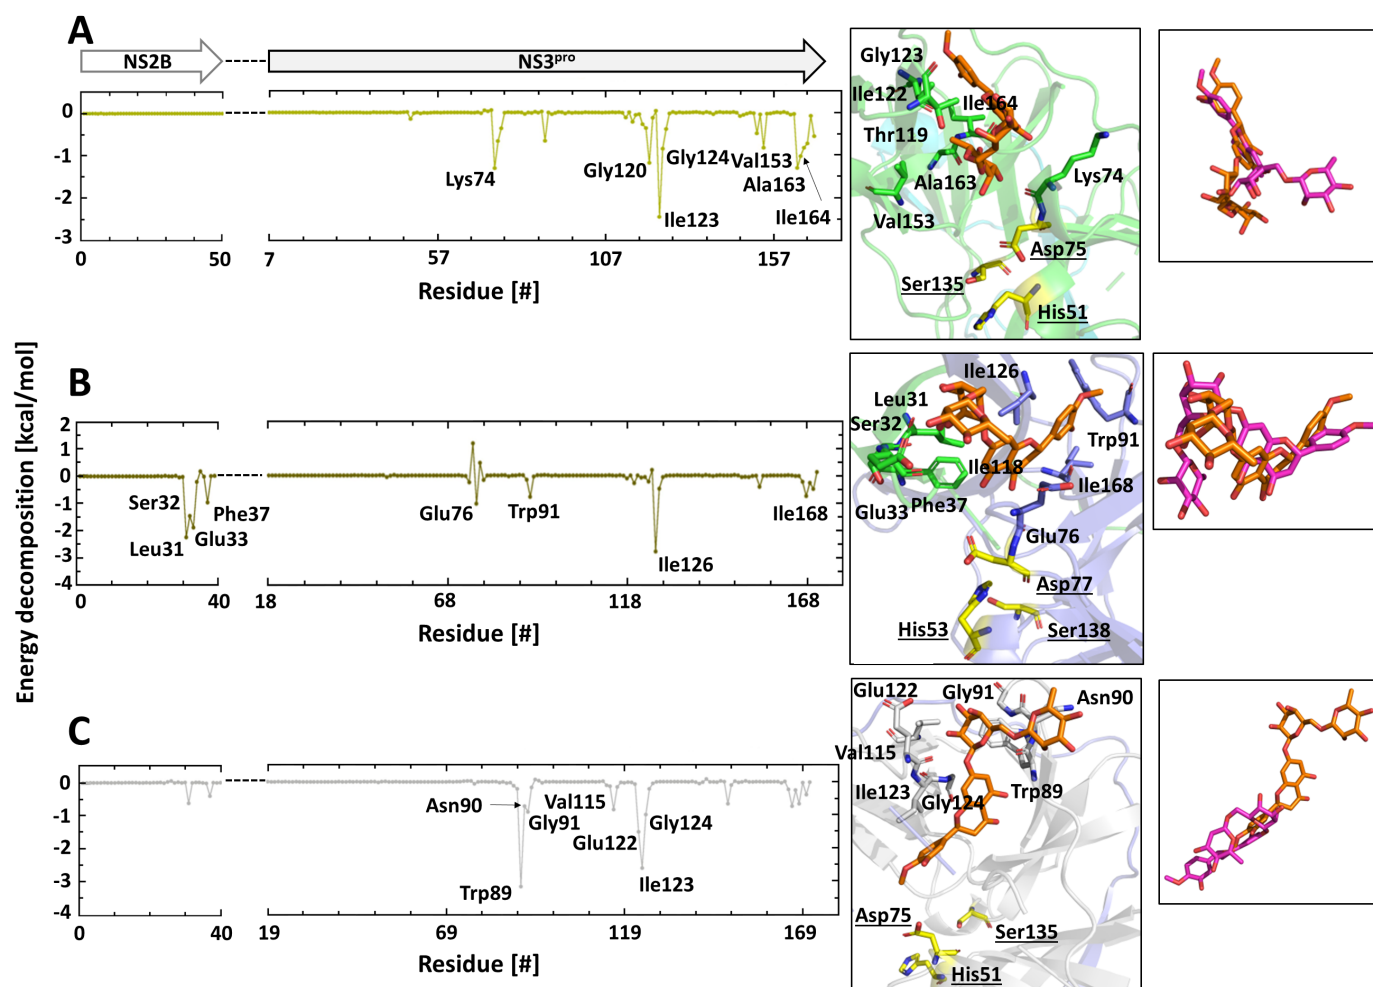 A
NS2B
NS3pro
0
-1
-2
-3
Lys74
Gly120
Gly124
Ile123
Val153
Ala163
Ile164
0
50
7
57
107
157
Residue [#]
Gly123
Ile122
Ile164
Thr119
Ala163
Lys74
Val153
Asp75
Ser135
His51
Energy decomposition [kcal/mol]
B
2
1
0
-1
-2
-3
-4
Ser32
Phe37
Glu33
Leu31
Glu76
Trp91
Ile126
Ile168
0
40
18
68
118
168
Residue [#]
Ile126
Leu31
Ser32
Trp91
Ile118
Ile168
Glu33
Phe37
Glu76
Asp77
His53
Ser138
C
0
-1
-2
-3
-4
Asn90
Gly91
Trp89
Val115
Glu122
Gly124
Ile123
0
40
19
69
119
169
Residue [#]
Glu122
Gly91
Asn90
Val115
Ile123
Gly124
Trp89
Asp75
Ser135
His51